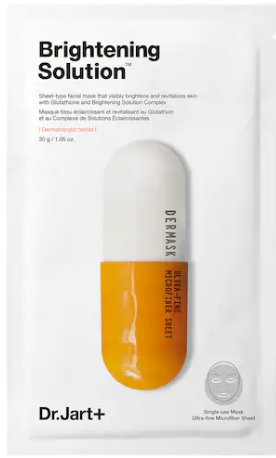 Brightening
Solution™
Sheet-type facial mask that visibly brightens and revitalizes skin
with Glutathione and Brightening Solution Complex
Masque tissu éclaircissant et revitalisant au Glutathion
et au Complexe de Solutions Éclaircissantes
[ Dermatologist tested ]
30 g / 1.05 oz.
DERMASK
ULTRA-FINE
MICROFIBER SHEET
Dr.Jart+
Single-use Mask
Ultra-fine Microfiber Sheet